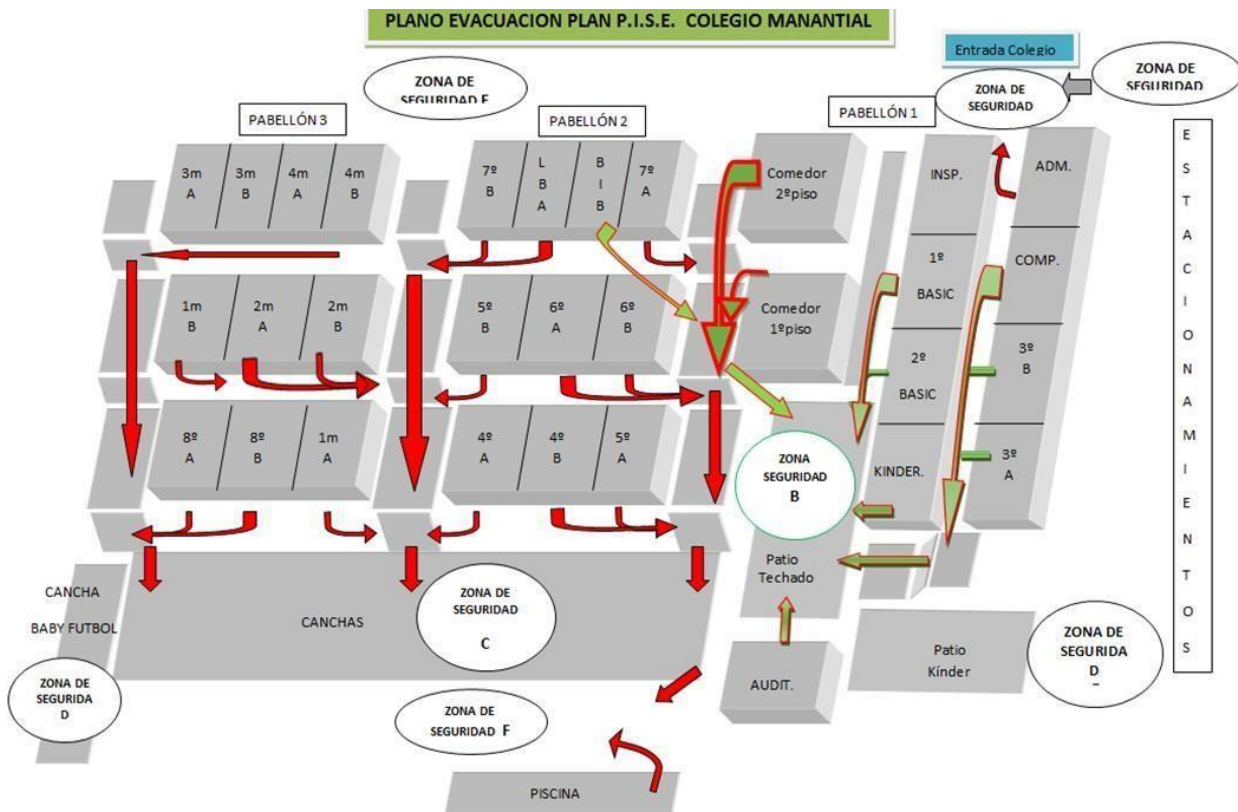 PLANO EVACUACION PLAN P.I.S.E. COLEGIO MANANTIAL
Entrada Colegio
ZONA DE
SEGURIDAD
ZONA DE
SEGURIDAD
ZONA DE
PABELLÓN 3
PABELLÓN 2
PABELLÓN 1
3m A
3m B
4m A
4m B
7º B
L B A
B I B
7º A
Comedor
2ºpiso
INSP.
ADM.
1m B
2m A
2m B
5º B
6º A
6º B
Comedor
1ºpiso
1º
BASIC
COMP.
2º
BASIC
3º B
8º A
8º B
1m A
4º A
4º B
5º A
ZONA
SEGURIDAD
B
KINDER.
3º A
ESTACIONAMIENTOS
Patio
Techado
CANCHA
BABY FUTBOL
CANCHAS
ZONA DE
SEGURIDAD
C
Patio
Kínder
ZONA DE
SEGURIDA
D
ZONA DE
SEGURIDA
D
ZONA DE
SEGURIDAD F
AUDIT.
PISCINA